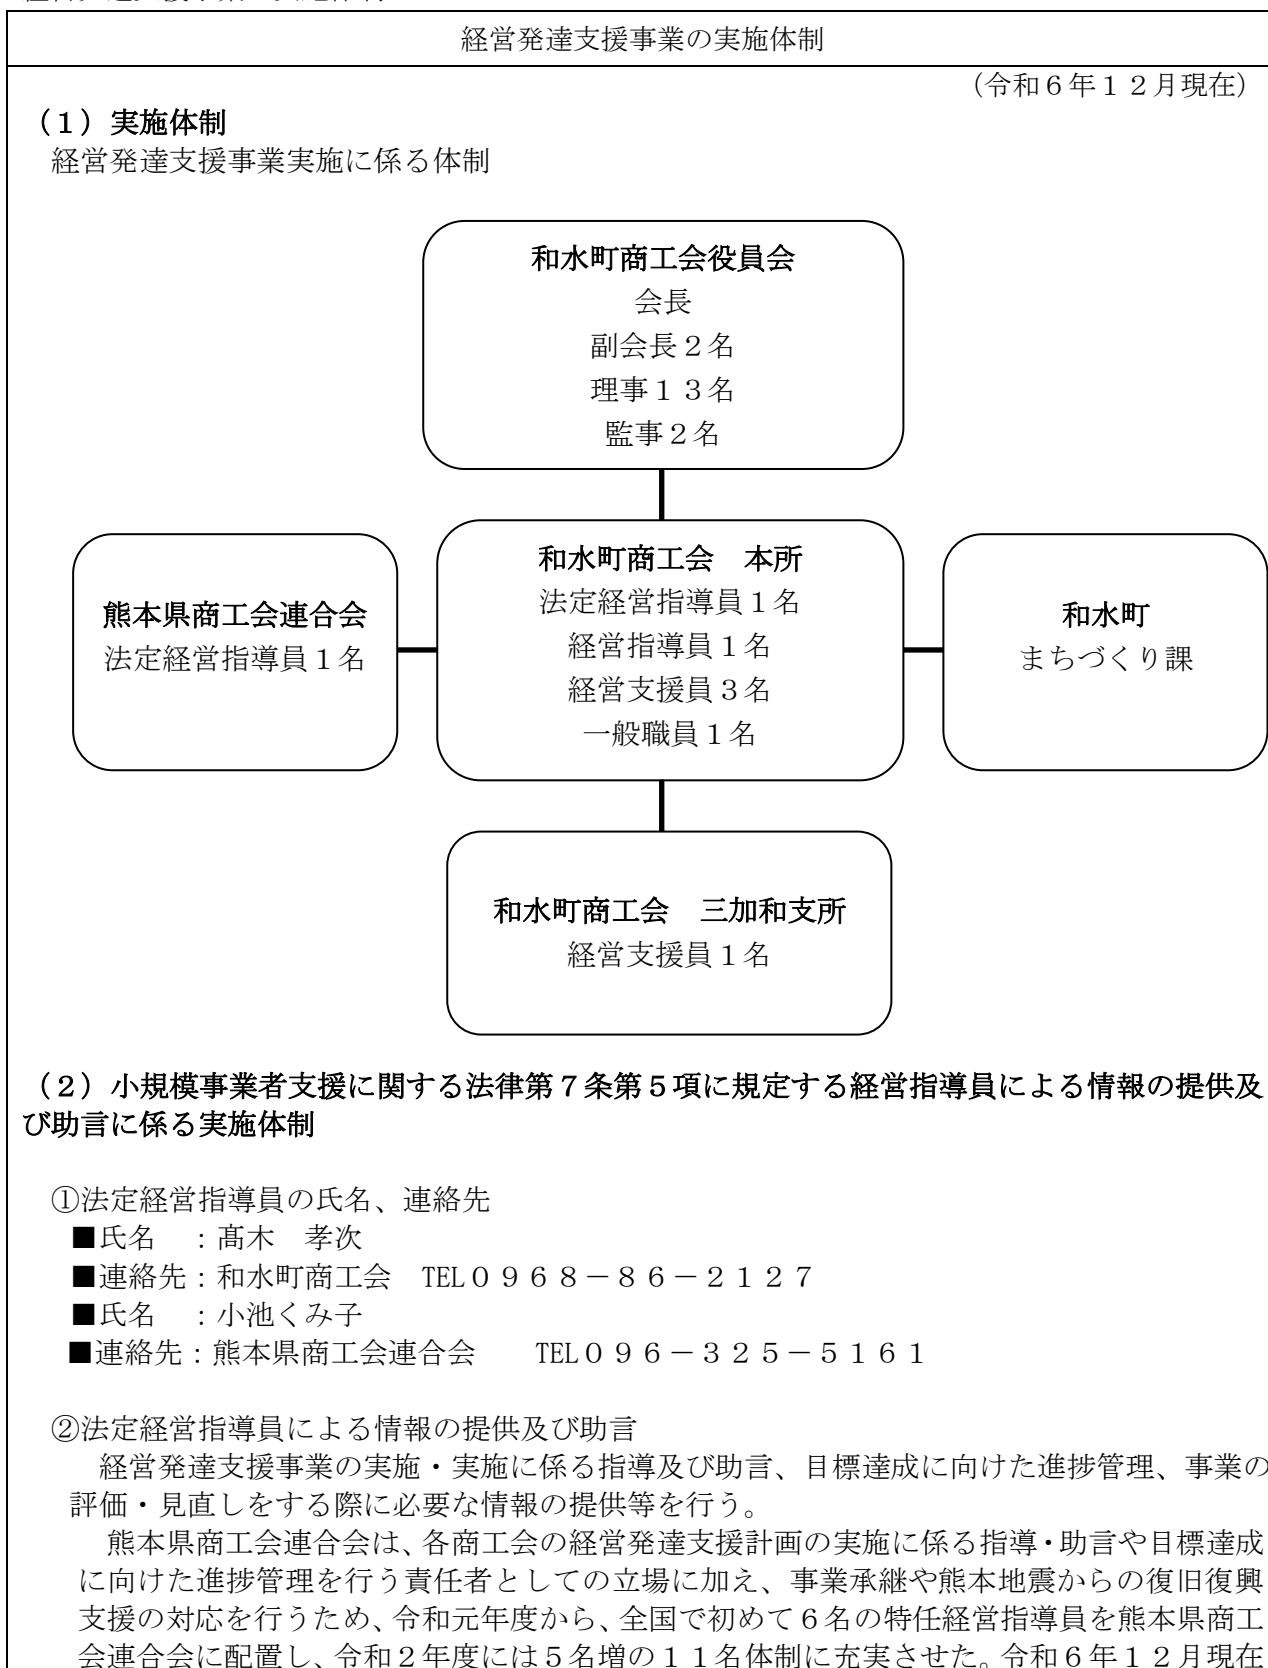 経営発達支援事業の実施体制
（令和６年１２月現在）
（１）実施体制
経営発達支援事業実施に係る体制
和水町商工会役員会
会長
副会長２名
理事１３名
監事２名
熊本県商工会連合会
法定経営指導員１名
和水町商工会　本所
法定経営指導員１名
経営指導員１名
経営支援員３名
一般職員１名
和水町
まちづくり課
和水町商工会　三加和支所
経営支援員１名
（２）小規模事業者支援に関する法律第７条第５項に規定する経営指導員による情報の提供及
び助言に係る実施体制
①法定経営指導員の氏名、連絡先
■氏名　：髙木　孝次
■連絡先：和水町商工会　TEL０９６８－８６－２１２７
■氏名　：小池くみ子
■連絡先：熊本県商工会連合会　　TEL０９６－３２５－５１６１
②法定経営指導員による情報の提供及び助言
経営発達支援事業の実施・実施に係る指導及び助言、目標達成に向けた進捗管理、事業の
評価・見直しをする際に必要な情報の提供等を行う。
熊本県商工会連合会は、各商工会の経営発達支援計画の実施に係る指導・助言や目標達成
に向けた進捗管理を行う責任者としての立場に加え、事業承継や熊本地震からの復旧復興
支援の対応を行うため、令和元年度から、全国で初めて６名の特任経営指導員を熊本県商工
会連合会に配置し、令和２年度には５名増の１１名体制に充実させた。令和６年１２月現在